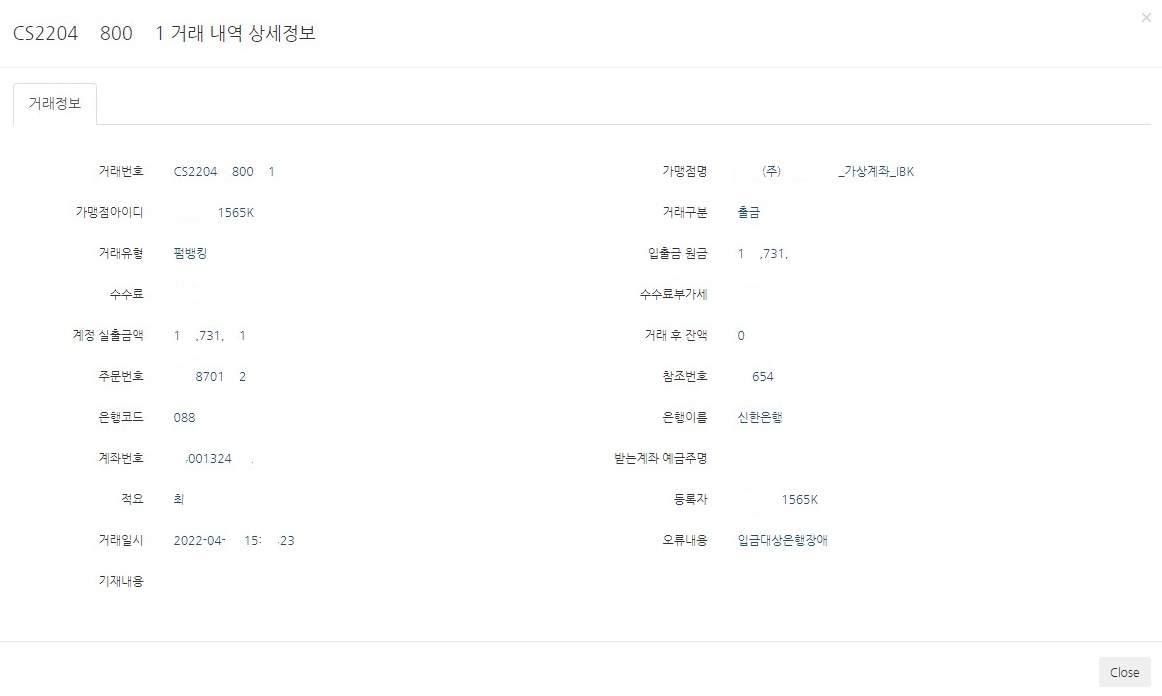 CS2204 800 1 거래 내역 상세정보
×
거래정보
거래번호 CS2204 800 1 가맹점명 (주) _가상계좌_IBK
가맹점아이디 1565K 거래구분 출금
거래유형 펌뱅킹 입출금 원금 1 ,731,
수수료 수수료부가세
계정 실출금액 1 ,731, 1 거래 후 잔액 0
주문번호 8701 2 참조번호 654
은행코드 088 은행이름 신한은행
계좌번호 001324 받는계좌 예금주명
적요 최 등록자 1565K
거래일시 2022-04- 15: :23 오류내용 입금대상은행장애
기재내용
Close